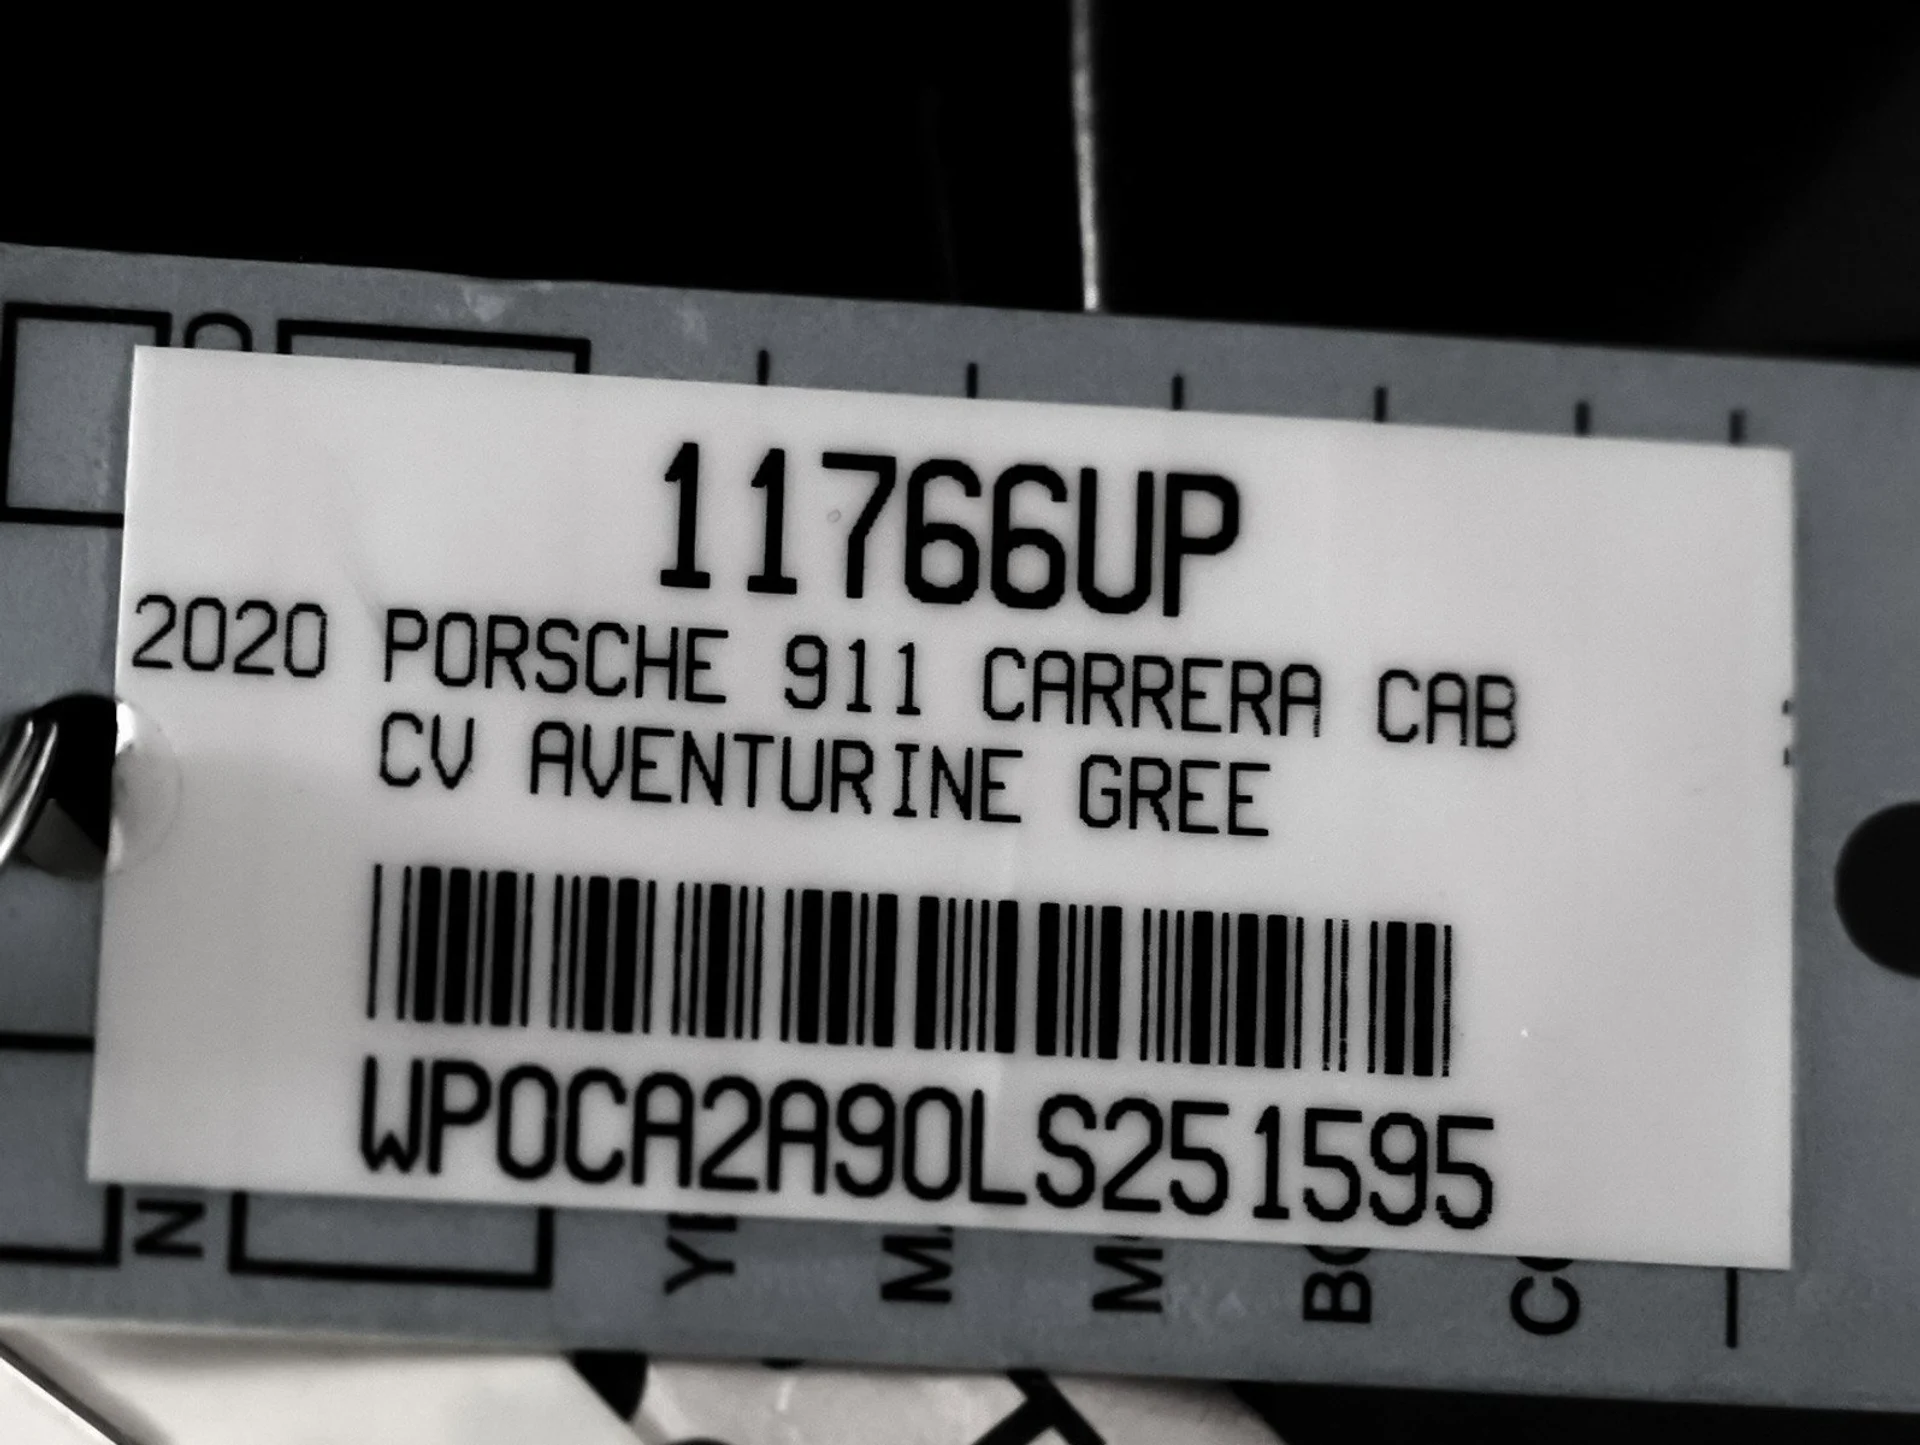 11766UP
2020 PORSCHE 911 CARRERA CAB
CV AVENTURINE GREE
WP0CA2A90LS251595
N